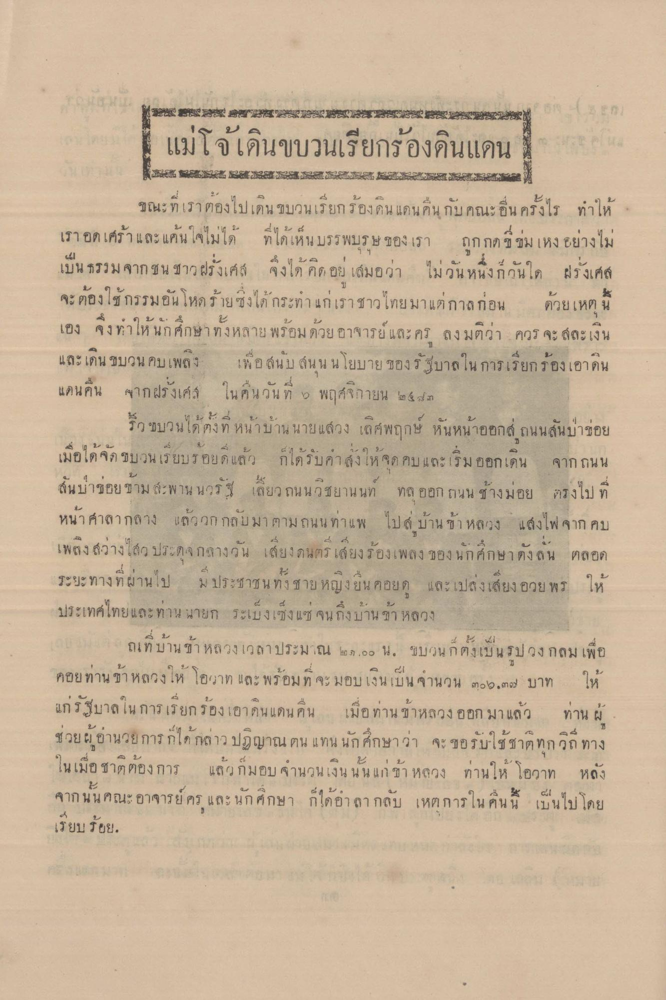 แม่โจ้เดินขบวนเรียกร้องดินแดน
ขณะที่เราต้องไปเดินขบวนเรียกร้องดินแดนคืนกับคณะอื่นครั้งไร ทำให้
เราอดเศร้าและแค้นใจไม่ได้ ที่ได้เห็นบรรพบุรุษของเรา ถูกกดขี่ข่มเหงอย่างไม่
เป็นธรรมจากชนชาวฝรั่งเศส จึงได้คิดอยู่เสมอว่า ไม่วันหนึ่งก็วันใด ฝรั่งเศส
จะต้องใช้กรรมอันโหดร้ายซึ่งได้กระทำแก่เราชาวไทยมาแต่กาลก่อน ด้วยเหตุนี้
เอง จึงทำให้นักศึกษาทั้งหลายพร้อมด้วยอาจารย์และครู ลงมติว่า ควรจะสละเงิน
และเดินขบวนคบเพลิง เพื่อสนับสนุนนโยบายของรัฐบาลในการเรียกร้องเอาดิน
แดนคืน จากฝรั่งเศส ในคืนวันที่ ๖ พฤศจิกายน ๒๔๘๓
ริ้วขบวนได้ตั้งที่หน้าบ้านนายแสวง เลิศพฤกษ์ หันหน้าออกสู่ถนนสันป่าข่อย
เมื่อได้จัดขบวนเรียบร้อยดีแล้ว ก็ได้รับคำสั่งให้จุดคบและเริ่มออกเดิน จากถนน
สันป่าข่อยข้ามสะพานนวรัฐ เลี้ยวถนนวิชยานนท์ ทลุออกถนนช้างม่อย ตรงไปที่
หน้าศาลากลาง แล้ววกกลับมาตามถนนท่าแพ ไปสู่บ้านข้าหลวง แสงไฟจากคบ
เพลิงสว่างไสวประดุจกลางวัน เสียงดนตรีเสียงร้องเพลงของนักศึกษาดังลั่น ตลอด
ระยะทางที่ผ่านไป มีประชาชนทั้งชายหญิงยืนคอยดู และเปล่งเสียงอวยพร ให้
ประเทศไทยและท่านนายก ระเบ็งเซ็งแซ่จนถึงบ้านข้าหลวง
ณที่บ้านข้าหลวงเวลาประมาณ ๒๑.๐๐ น. ขบวนก็ตั้งเป็นรูปวงกลมเพื่อ
คอยท่านข้าหลวงให้โอวาทและพร้อมที่จะมอบเงินเป็นจำนวน ๓๐๖.๓๗ บาท ให้
แก่รัฐบาลในการเรียกร้องเอาดินแดนคืน เมื่อท่านข้าหลวงออกมาแล้ว ท่านผู้
ช่วยผู้อำนวยการก็ได้กล่าวปฏิญาณตนแทนนักศึกษาว่า จะขอรับใช้ชาติทุกวิถีทาง
ในเมื่อชาติต้องการ แล้วก็มอบจำนวนเงินนั้นแก่ข้าหลวง ท่านให้โอวาท หลัง
จากนั้นคณะอาจารย์ครูและนักศึกษา ก็ได้อำลากลับ เหตุการในคืนนี้ เป็นไปโดย
เรียบร้อย.